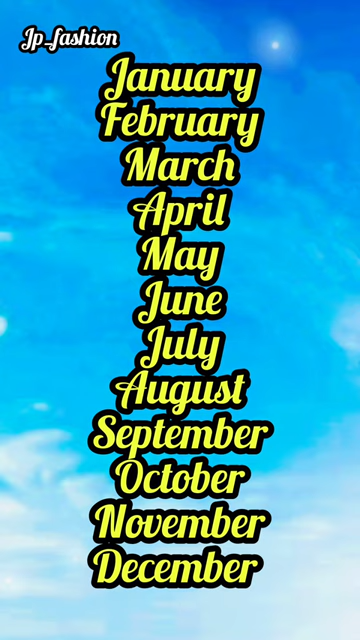 Jp_fashion
January
February
March
April
May
June
July
August
September
October
November
December